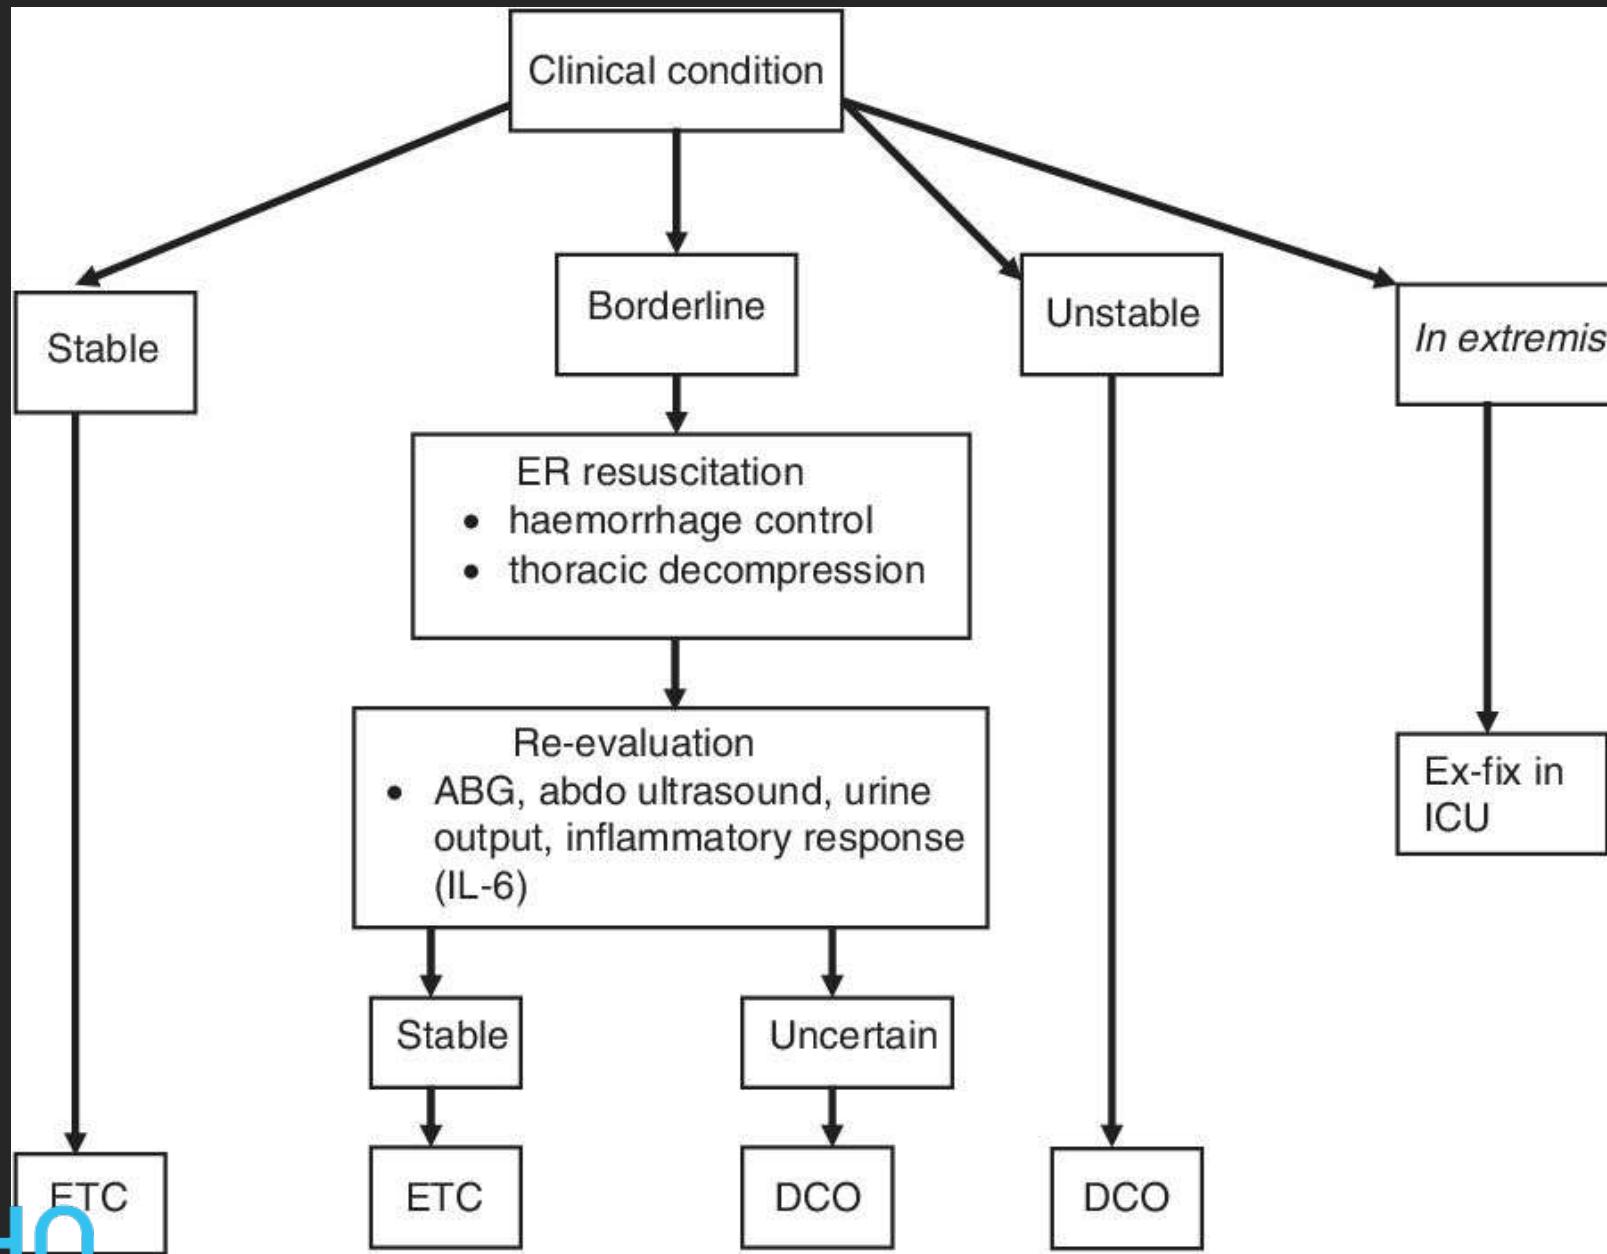 Clinical condition
Stable
Borderline
Unstable
In extremis
ER resuscitation
• haemorrhage control
• thoracic decompression
Re-evaluation
• ABG, abdo ultrasound, urine
output, inflammatory response
(IL-6)
Ex-fix in
ICU
Stable
Uncertain
ETC
ETC
DCO
DCO